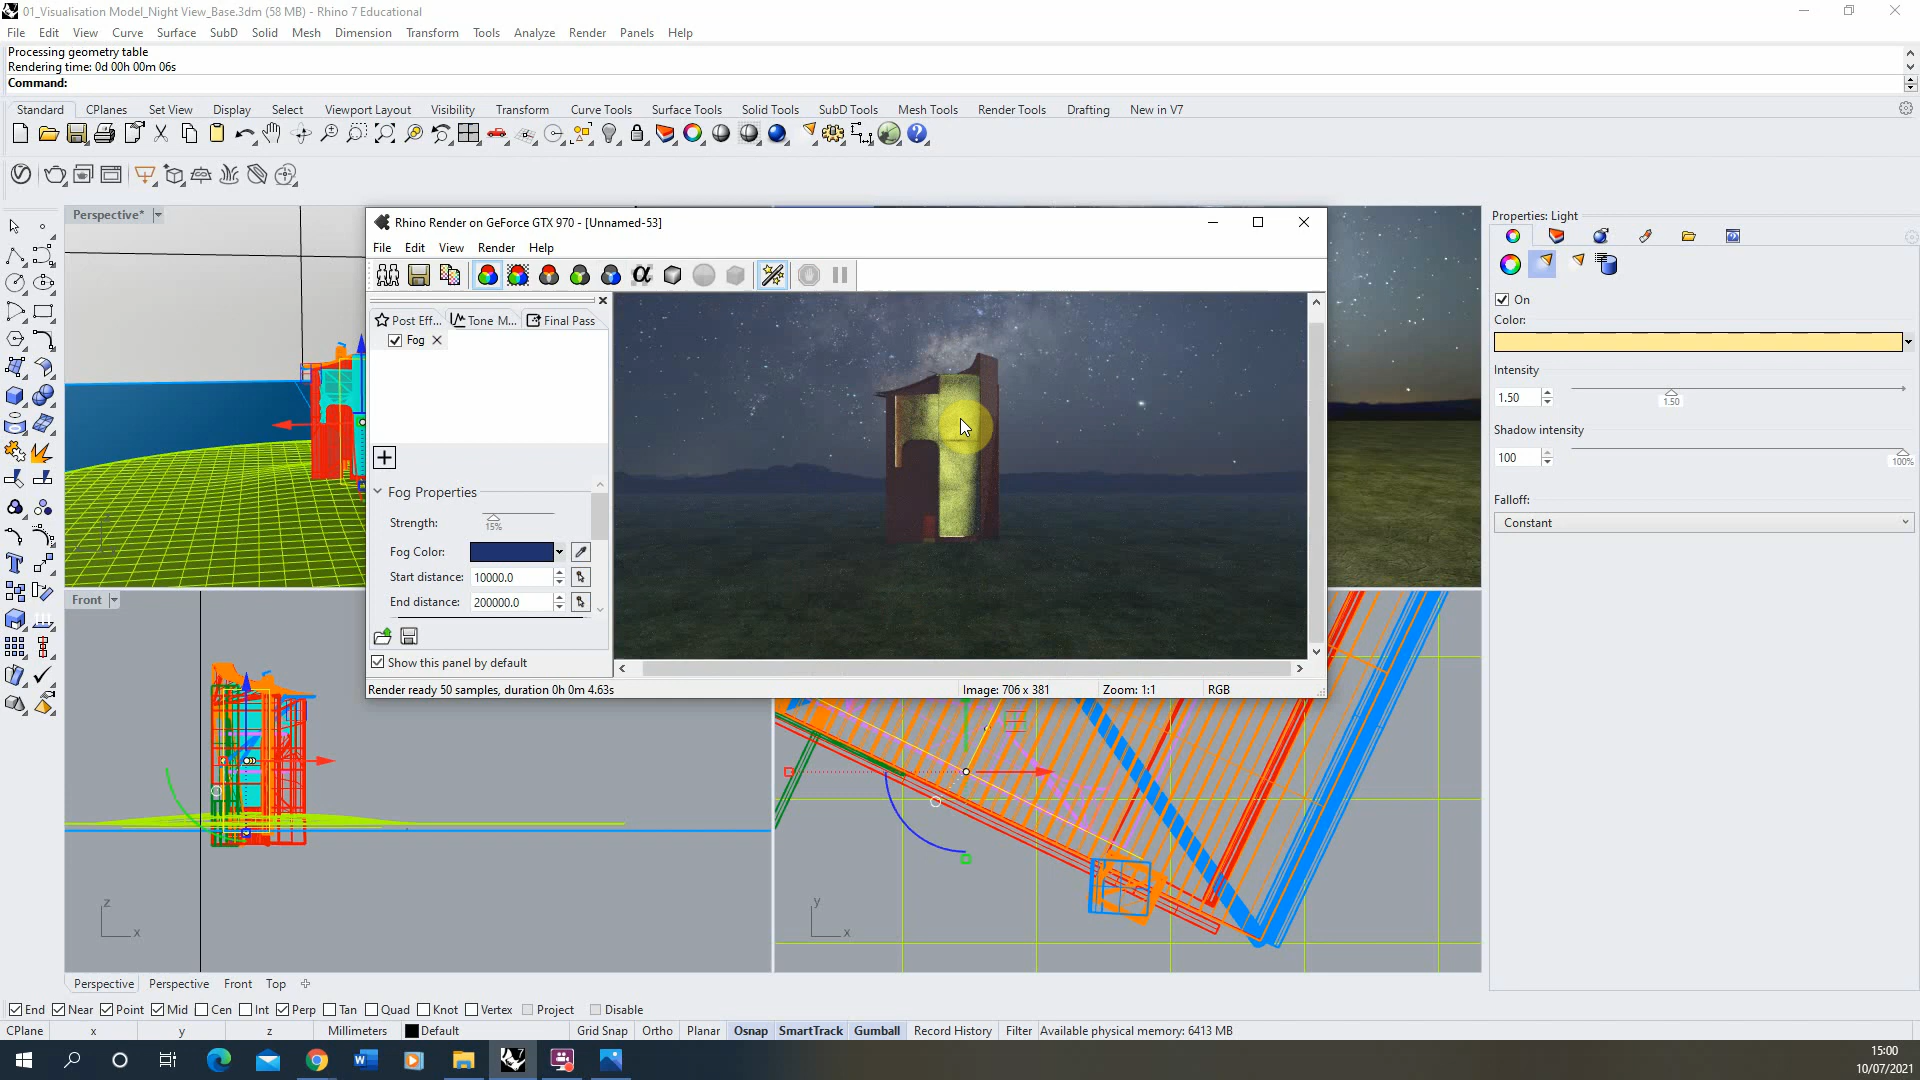 01_Visualisation Model_Night View_Base.3dm (58 MB) - Rhino 7 Educational
File Edit View Curve Surface SubD Solid Mesh Dimension Transform Tools Analyze Render Panels Help
Processing geometry table
Rendering time: 0d 00h 00m 06s
Command:
Standard CPlanes Set View Display Select Viewport Layout Visibility Transform Curve Tools Surface Tools Solid Tools SubD Tools Mesh Tools Render Tools Drafting New in V7
Perspective*
Rhino Render on GeForce GTX 970 - [Unnamed-53]
File Edit View Render Help
Post Eff... Tone M... Final Pass
Fog
Fog Properties
Strength:
15%
Fog Color:
Start distance: 10000.0
End distance: 200000.0
Show this panel by default
Render ready 50 samples, duration 0h 0m 4.63s
Image: 706 x 381
Zoom: 1:1
RGB
Properties: Light
On
Color:
Intensity
1.50
1.50
Shadow intensity
100
100%
Falloff:
Constant
Front
z
x
y
x
Perspective Perspective Front Top
End Near Point Mid Cen Int Perp Tan Quad Knot Vertex Project Disable
CPlane x y z Millimeters Default Grid Snap Ortho Planar Osnap SmartTrack Gumball Record History Filter Available physical memory: 6413 MB
15:00
10/07/2021